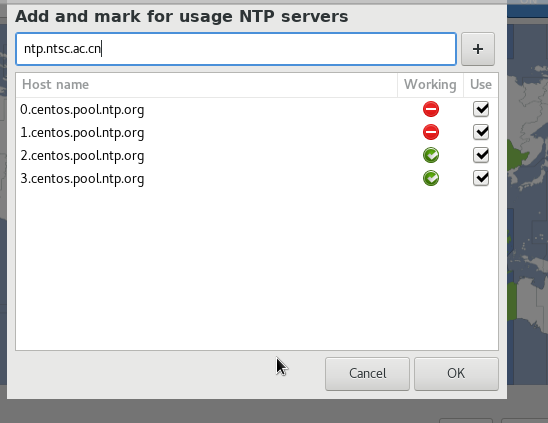 Add and mark for usage NTP servers
ntp.ntsc.ac.cn
+
Host name Working Use
0.centos.pool.ntp.org
1.centos.pool.ntp.org
2.centos.pool.ntp.org
3.centos.pool.ntp.org
Cancel OK